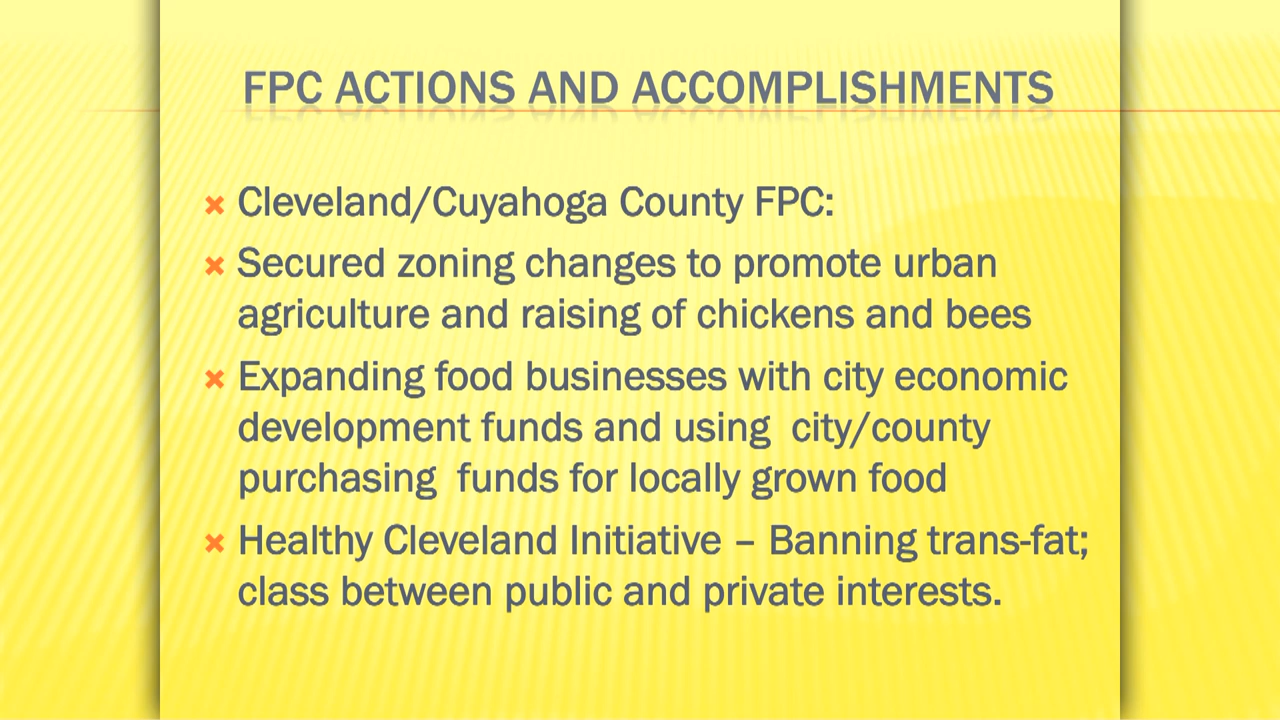 FPC ACTIONS AND ACCOMPLISHMENTS
Cleveland/Cuyahoga County FPC:
Secured zoning changes to promote urban
agriculture and raising of chickens and bees
Expanding food businesses with city economic
development funds and using  city/county
purchasing  funds for locally grown food
Healthy Cleveland Initiative – Banning trans-fat;
class between public and private interests.